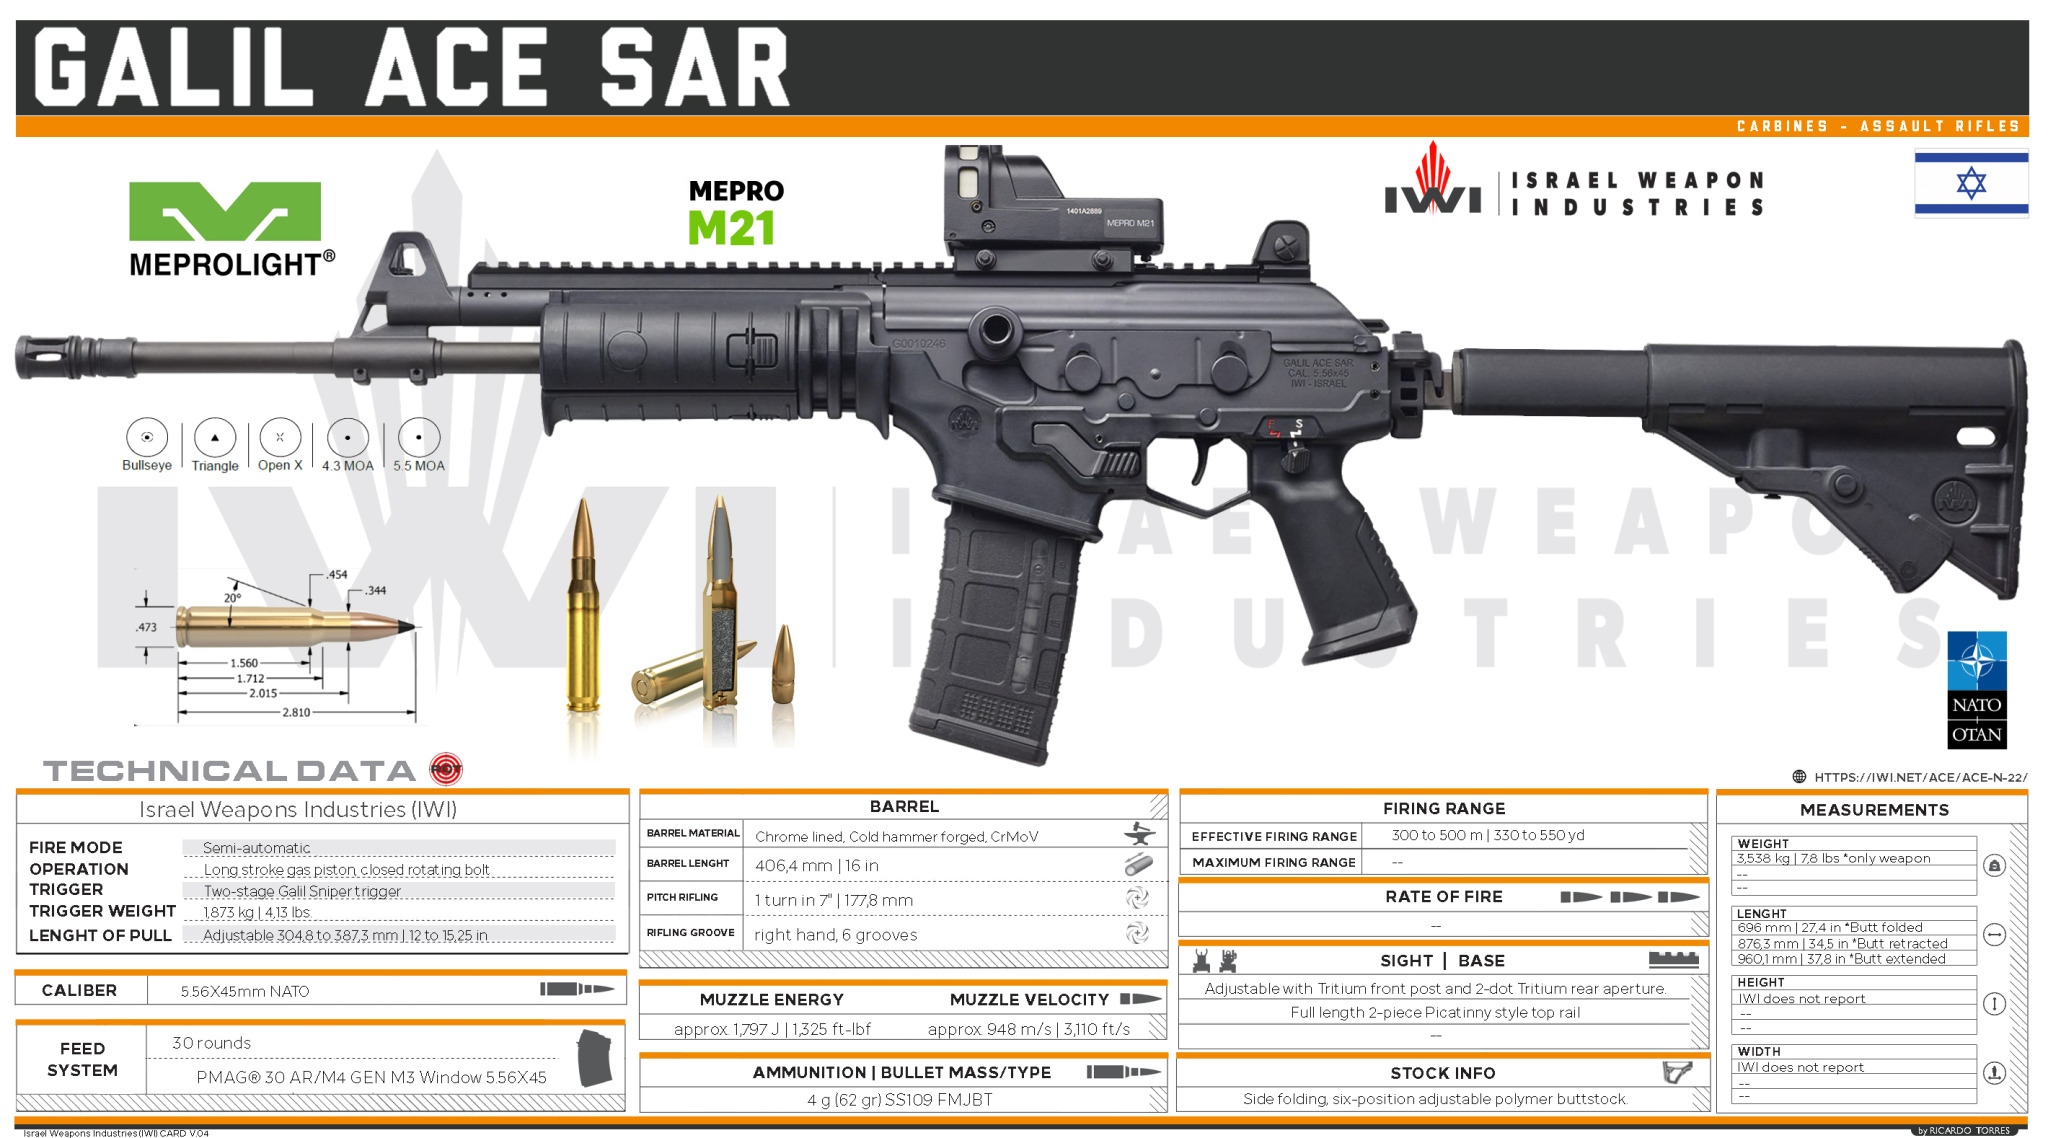 GALIL ACE SAR
CARBINES - ASSAULT RIFLES
MEPROLIGHT®
MEPRO
M21
1401A2889
MEPRO M21
IWI
ISRAEL WEAPON
INDUSTRIES
G0010246
GALIL ACE SAR
CAL. 5.56x45
IWI - ISRAEL
F S
Bullseye
Triangle
Open X
4.3 MOA
5.5 MOA
.454
.344
20°
.473
1.560
1.712
2.015
2.810
NATO
OTAN
TECHNICAL DATA
HTTPS://IWI.NET/ACE/ACE-N-22/
Israel Weapons Industries (IWI)
FIRE MODE Semi-automatic
OPERATION Long stroke gas piston, closed rotating bolt
TRIGGER Two-stage Galil Sniper trigger
TRIGGER WEIGHT 1,873 kg | 4,13 lbs.
LENGHT OF PULL Adjustable 304,8 to 387,3 mm | 12 to 15,25 in
CALIBER 5.56X45mm NATO
FEED
SYSTEM
30 rounds
PMAG® 30 AR/M4 GEN M3 Window 5.56X45
BARREL
BARREL MATERIAL Chrome lined, Cold hammer forged, CrMoV
BARREL LENGHT 406,4 mm | 16 in
PITCH RIFLING 1 turn in 7" | 177,8 mm
RIFLING GROOVE right hand, 6 grooves
MUZZLE ENERGY MUZZLE VELOCITY
approx. 1,797 J | 1,325 ft-lbf approx. 948 m/s | 3,110 ft/s
AMMUNITION | BULLET MASS/TYPE
4 g (62 gr) SS109 FMJBT
FIRING RANGE
EFFECTIVE FIRING RANGE 300 to 500 m | 330 to 550 yd
MAXIMUM FIRING RANGE --
RATE OF FIRE
--
SIGHT | BASE
Adjustable with Tritium front post and 2-dot Tritium rear aperture.
Full length 2-piece Picatinny style top rail
--
STOCK INFO
Side folding, six-position adjustable polymer buttstock.
MEASUREMENTS
WEIGHT
3,538 kg | 7,8 lbs *only weapon
--
--
LENGHT
696 mm | 27,4 in *Butt folded
876,3 mm | 34,5 in *Butt retracted
960,1 mm | 37,8 in *Butt extended
HEIGHT
IWI does not report
--
--
WIDTH
IWI does not report
--
--
Israel Weapons Industries (IWI) CARD V.04
by RICARDO TORRES